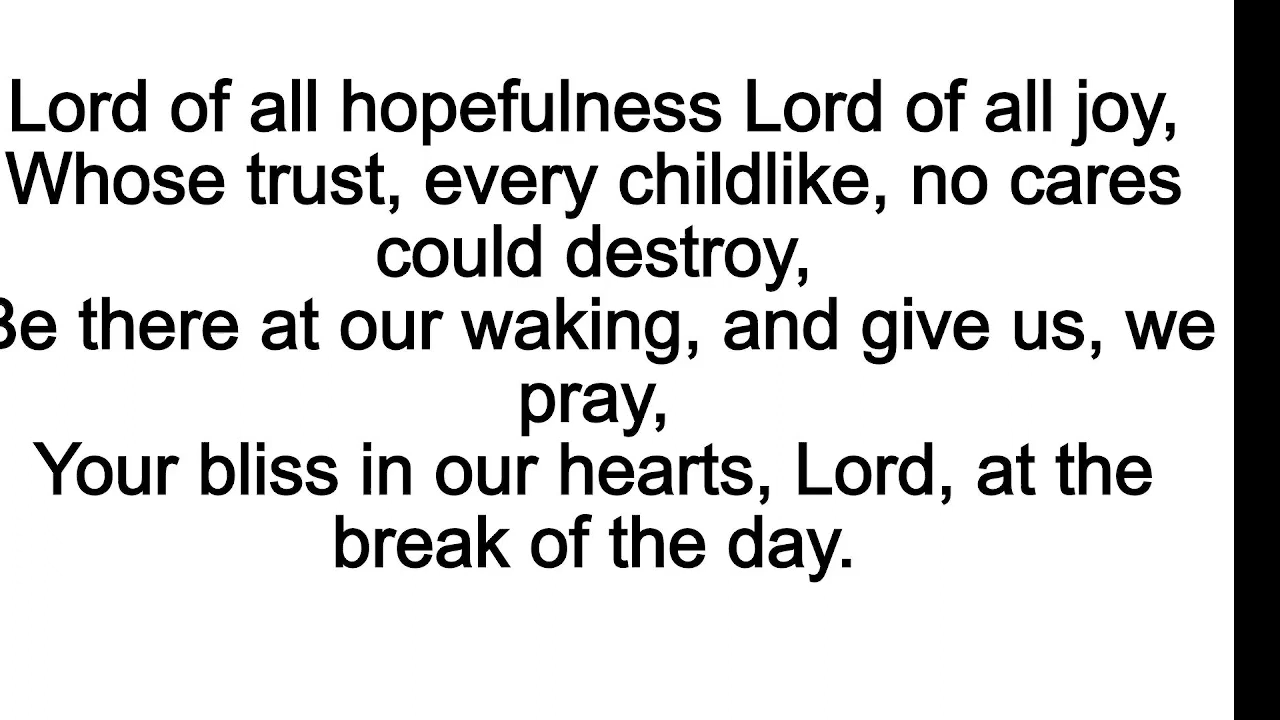 Lord of all hopefulness Lord of all joy,
Whose trust, every childlike, no cares
could destroy,
Be there at our waking, and give us, we
pray,
Your bliss in our hearts, Lord, at the
break of the day.